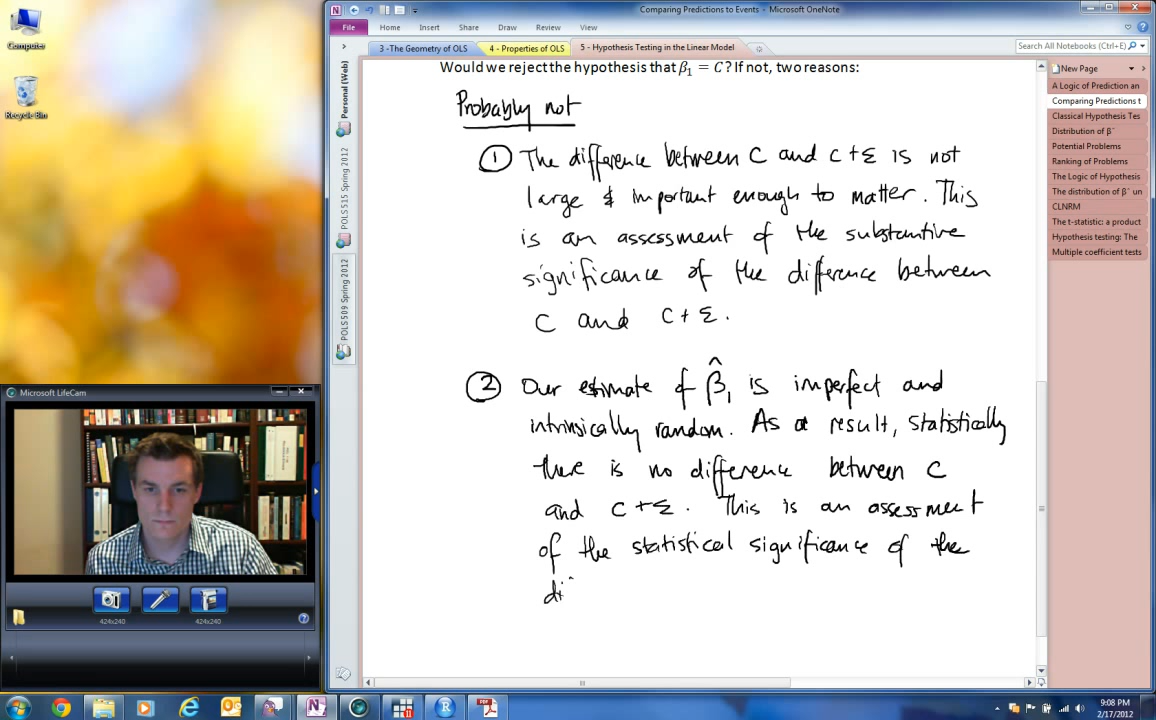 Comparing Predictions to Events - Microsoft OneNote
File Home Insert Share Draw Review View
3 -The Geometry of OLS 4 - Properties of OLS 5 - Hypothesis Testing in the Linear Model
Search All Notebooks (Ctrl+E)
Computer
Recycle Bin
Personal (Web)
POLS 515 Spring 2012
POLS 509 Spring 2012
Would we reject the hypothesis that β₁ = C? If not, two reasons:
Probably not
① The difference between C and C+ε is not
large & important enough to matter. This
is an assessment of the substantive
significance of the difference between
C and C+ε.
② Our estimate of β̂₁ is imperfect and
intrinsically random. As a result, statistically
there is no difference between C
and C+ε. This is an assessment
of the statistical significance of the
di
New Page
A Logic of Prediction an
Comparing Predictions t
Classical Hypothesis Tes
Distribution of β^
Potential Problems
Ranking of Problems
The Logic of Hypothesis
The distribution of β^ un
CLNRM
The t-statistic: a product
Hypothesis testing: The
Multiple coefficient tests
Microsoft LifeCam
424x240 424x240
9:08 PM
2/17/2012